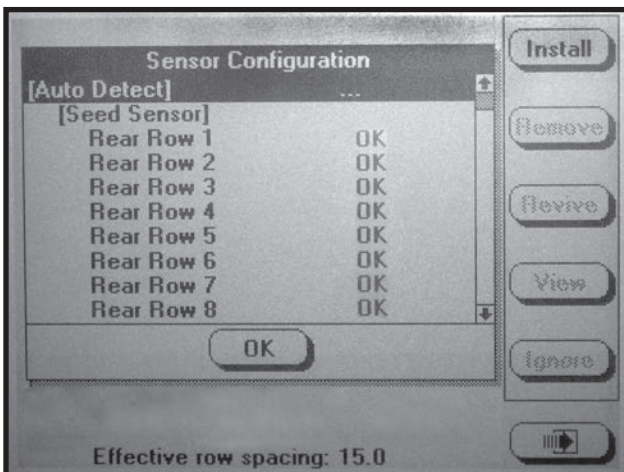 Sensor Configuration
[Auto Detect] ...
[Seed Sensor]
Rear Row 1 OK
Rear Row 2 OK
Rear Row 3 OK
Rear Row 4 OK
Rear Row 5 OK
Rear Row 6 OK
Rear Row 7 OK
Rear Row 8 OK
OK
Effective row spacing: 15.0
Install
Remove
Revive
View
Ignore